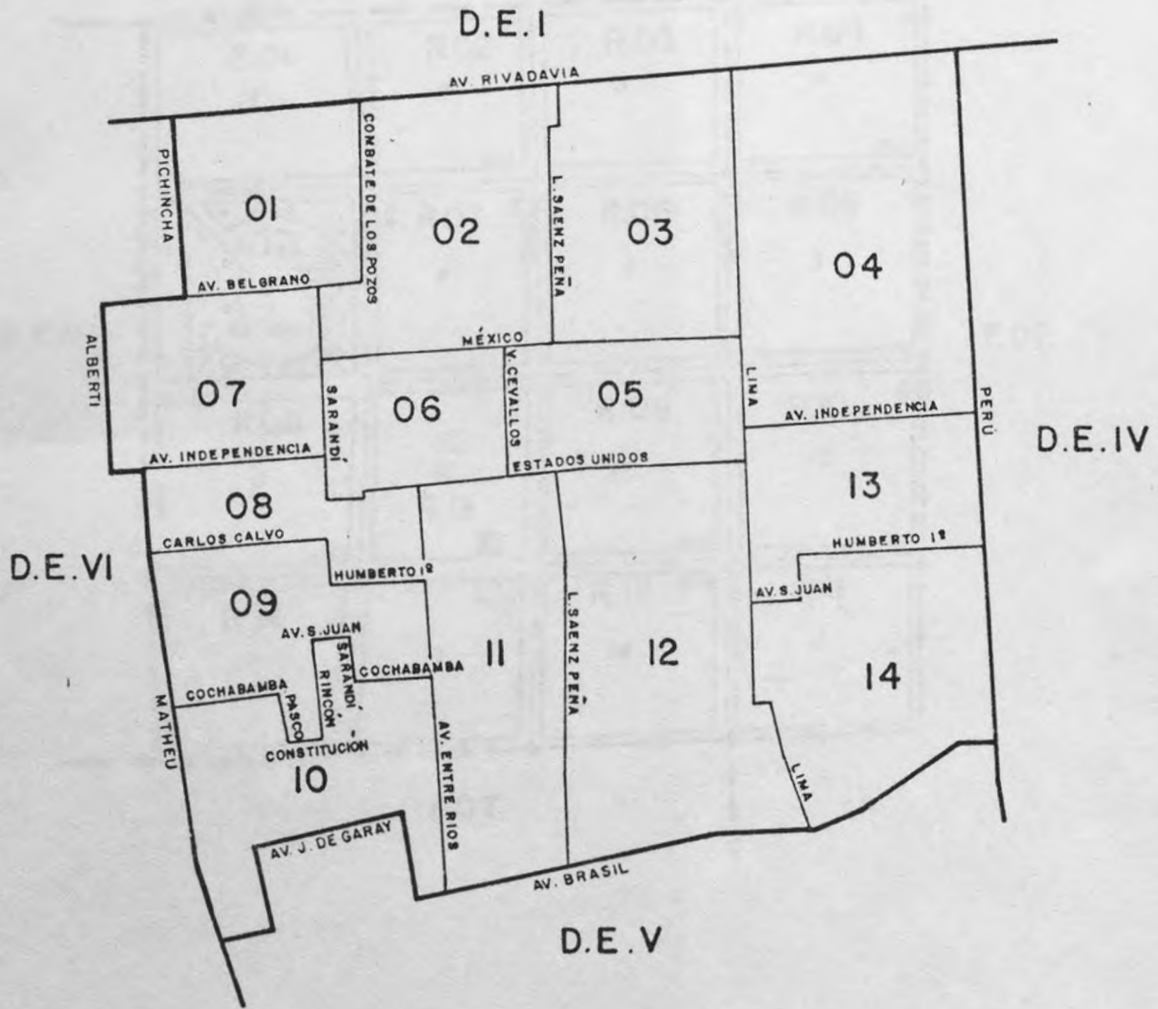 D.E.I
AV. RIVADAVIA
PICHINCHA
COMBATE DE LOS POZOS
01
02
L. SAENZ PEÑA
03
04
AV. BELGRANO
MÉXICO
ALBERTI
07
SARANDÍ
06
V. CEVALLOS
05
LIMA
AV. INDEPENDENCIA
PERÚ
D.E.IV
AV. INDEPENDENCIA
ESTADOS UNIDOS
08
13
CARLOS CALVO
HUMBERTO 1º
HUMBERTO 1º
D.E.VI
09
AV. S. JUAN
AV. S. JUAN
SARANDÍ
RINCÓN
COCHABAMBA
11
L. SAENZ PEÑA
12
14
COCHABAMBA
PASCO
MATHEU
CONSTITUCIÓN
10
AV. ENTRE RIOS
LIMA
AV. J. DE GARAY
AV. BRASIL
D.E.V